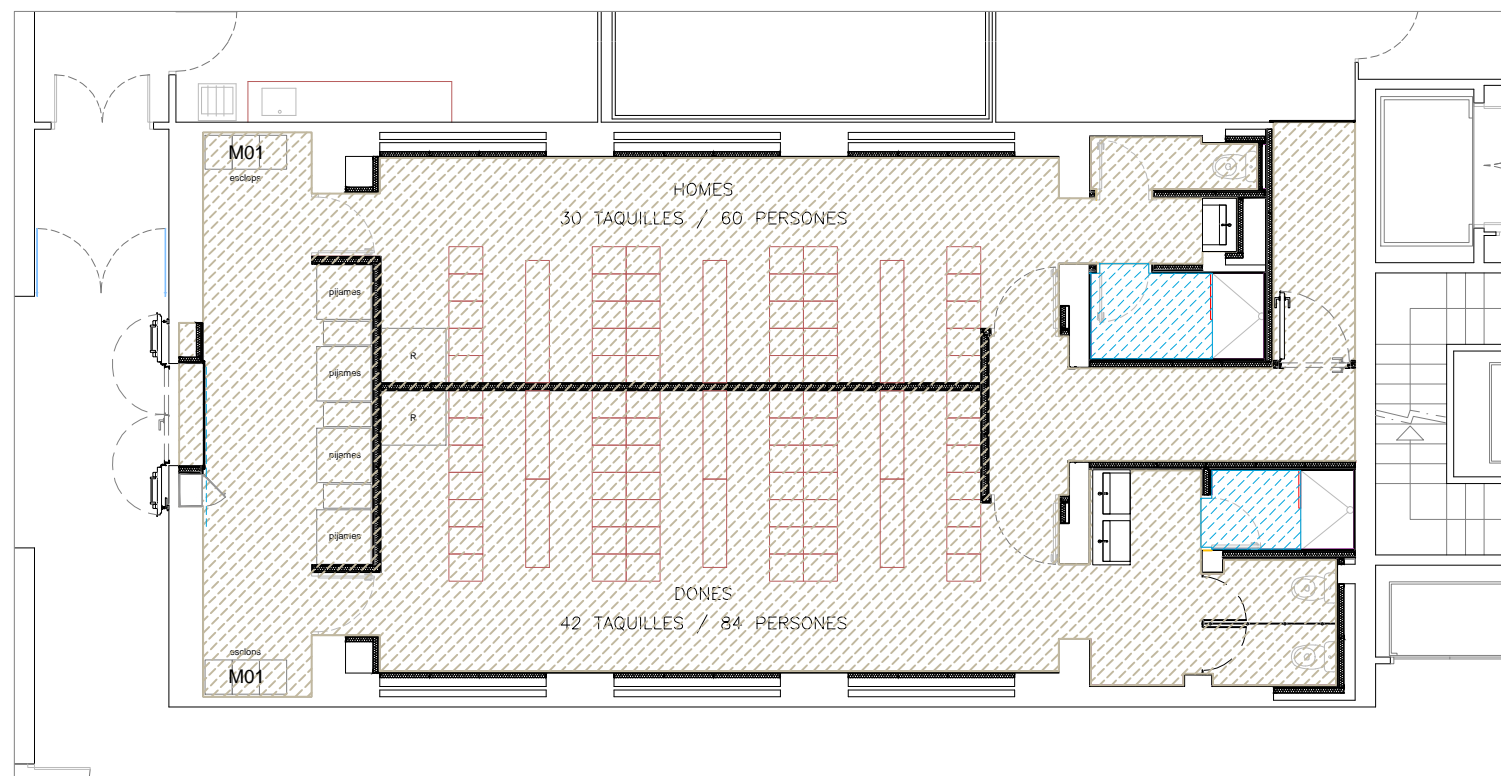 M01
esclops
HOMES
30 TAQUILLES / 60 PERSONES
pijames
pijames
R
R
pijames
pijames
DONES
42 TAQUILLES / 84 PERSONES
esclops
M01